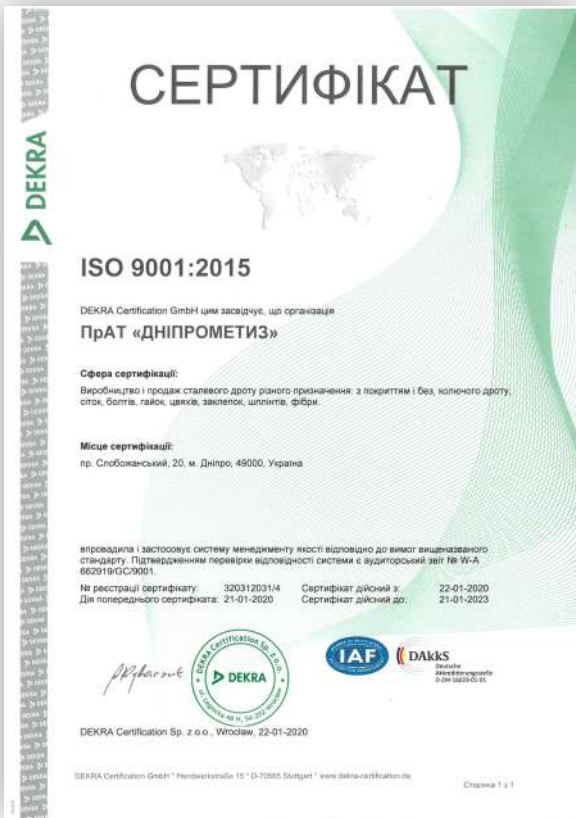 СЕРТИФІКАТ
DEKRA
ISO 9001:2015
DEKRA Certification GmbH цим засвідчує, що організація
ПрАТ «ДНІПРОМЕТИЗ»
Сфера сертифікації:
Виробництво і продаж сталевого дроту різного призначення: з покриттям і без, колючого дроту,
сіток, болтів, гайок, цвяхів, заклепок, шплінтів, фібри.
Місце сертифікації:
пр. Слобожанський, 20, м. Дніпро, 49000, Україна
впровадила і застосовує систему менеджменту якості відповідно до вимог вищеназваного
стандарту. Підтвердженням перевірки відповідності системи є аудиторський звіт № W-A
662919/GC/9001.
№ реєстрації сертифікату: 320312031/4 Сертифікат дійсний з: 22-01-2020
Дія попереднього сертифіката: 21-01-2020 Сертифікат дійсний до: 21-01-2023
DEKRA Certification Sp. z o.o.
DEKRA
IAF
DAkkS
Deutsche
Akkreditierungsstelle
DEKRA Certification Sp. z o.o., Wrocław, 22-01-2020
DEKRA Certification GmbH * Handwerkstraße 15 * D-70565 Stuttgart * www.dekra-certification.de
Сторінка 1 з 1